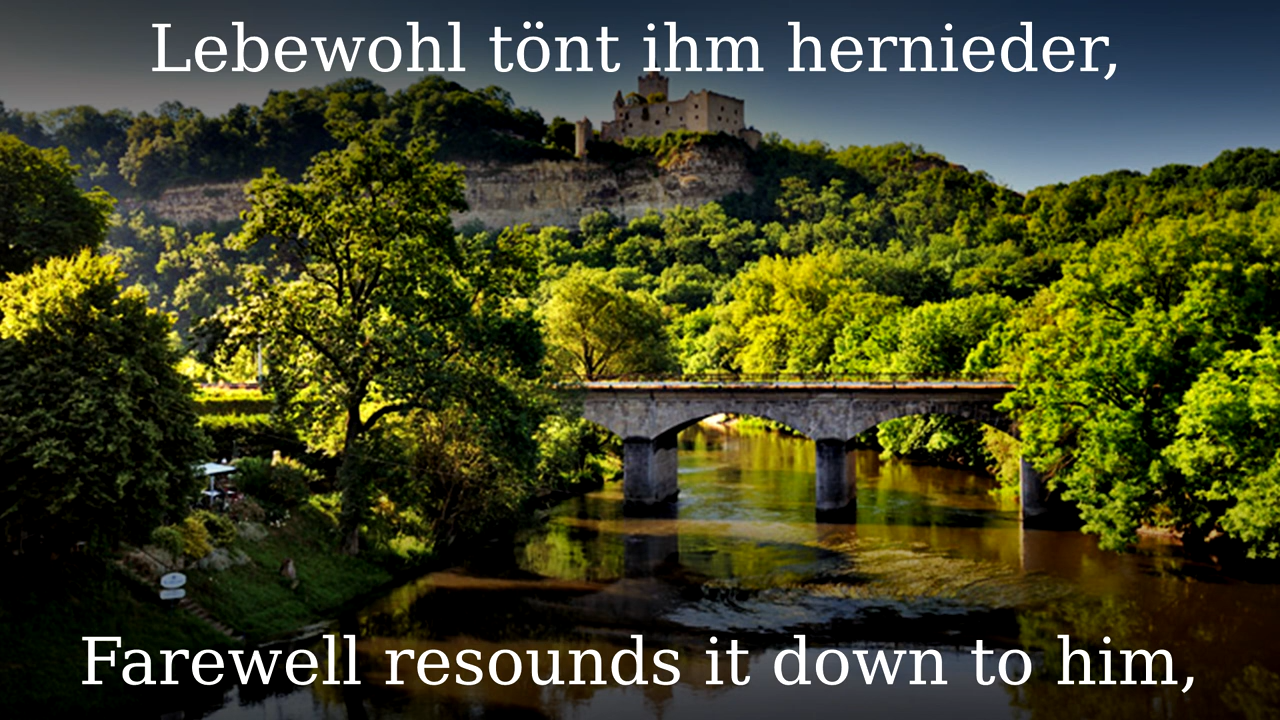 Lebewohl tönt ihm hernieder,
Farewell resounds it down to him,